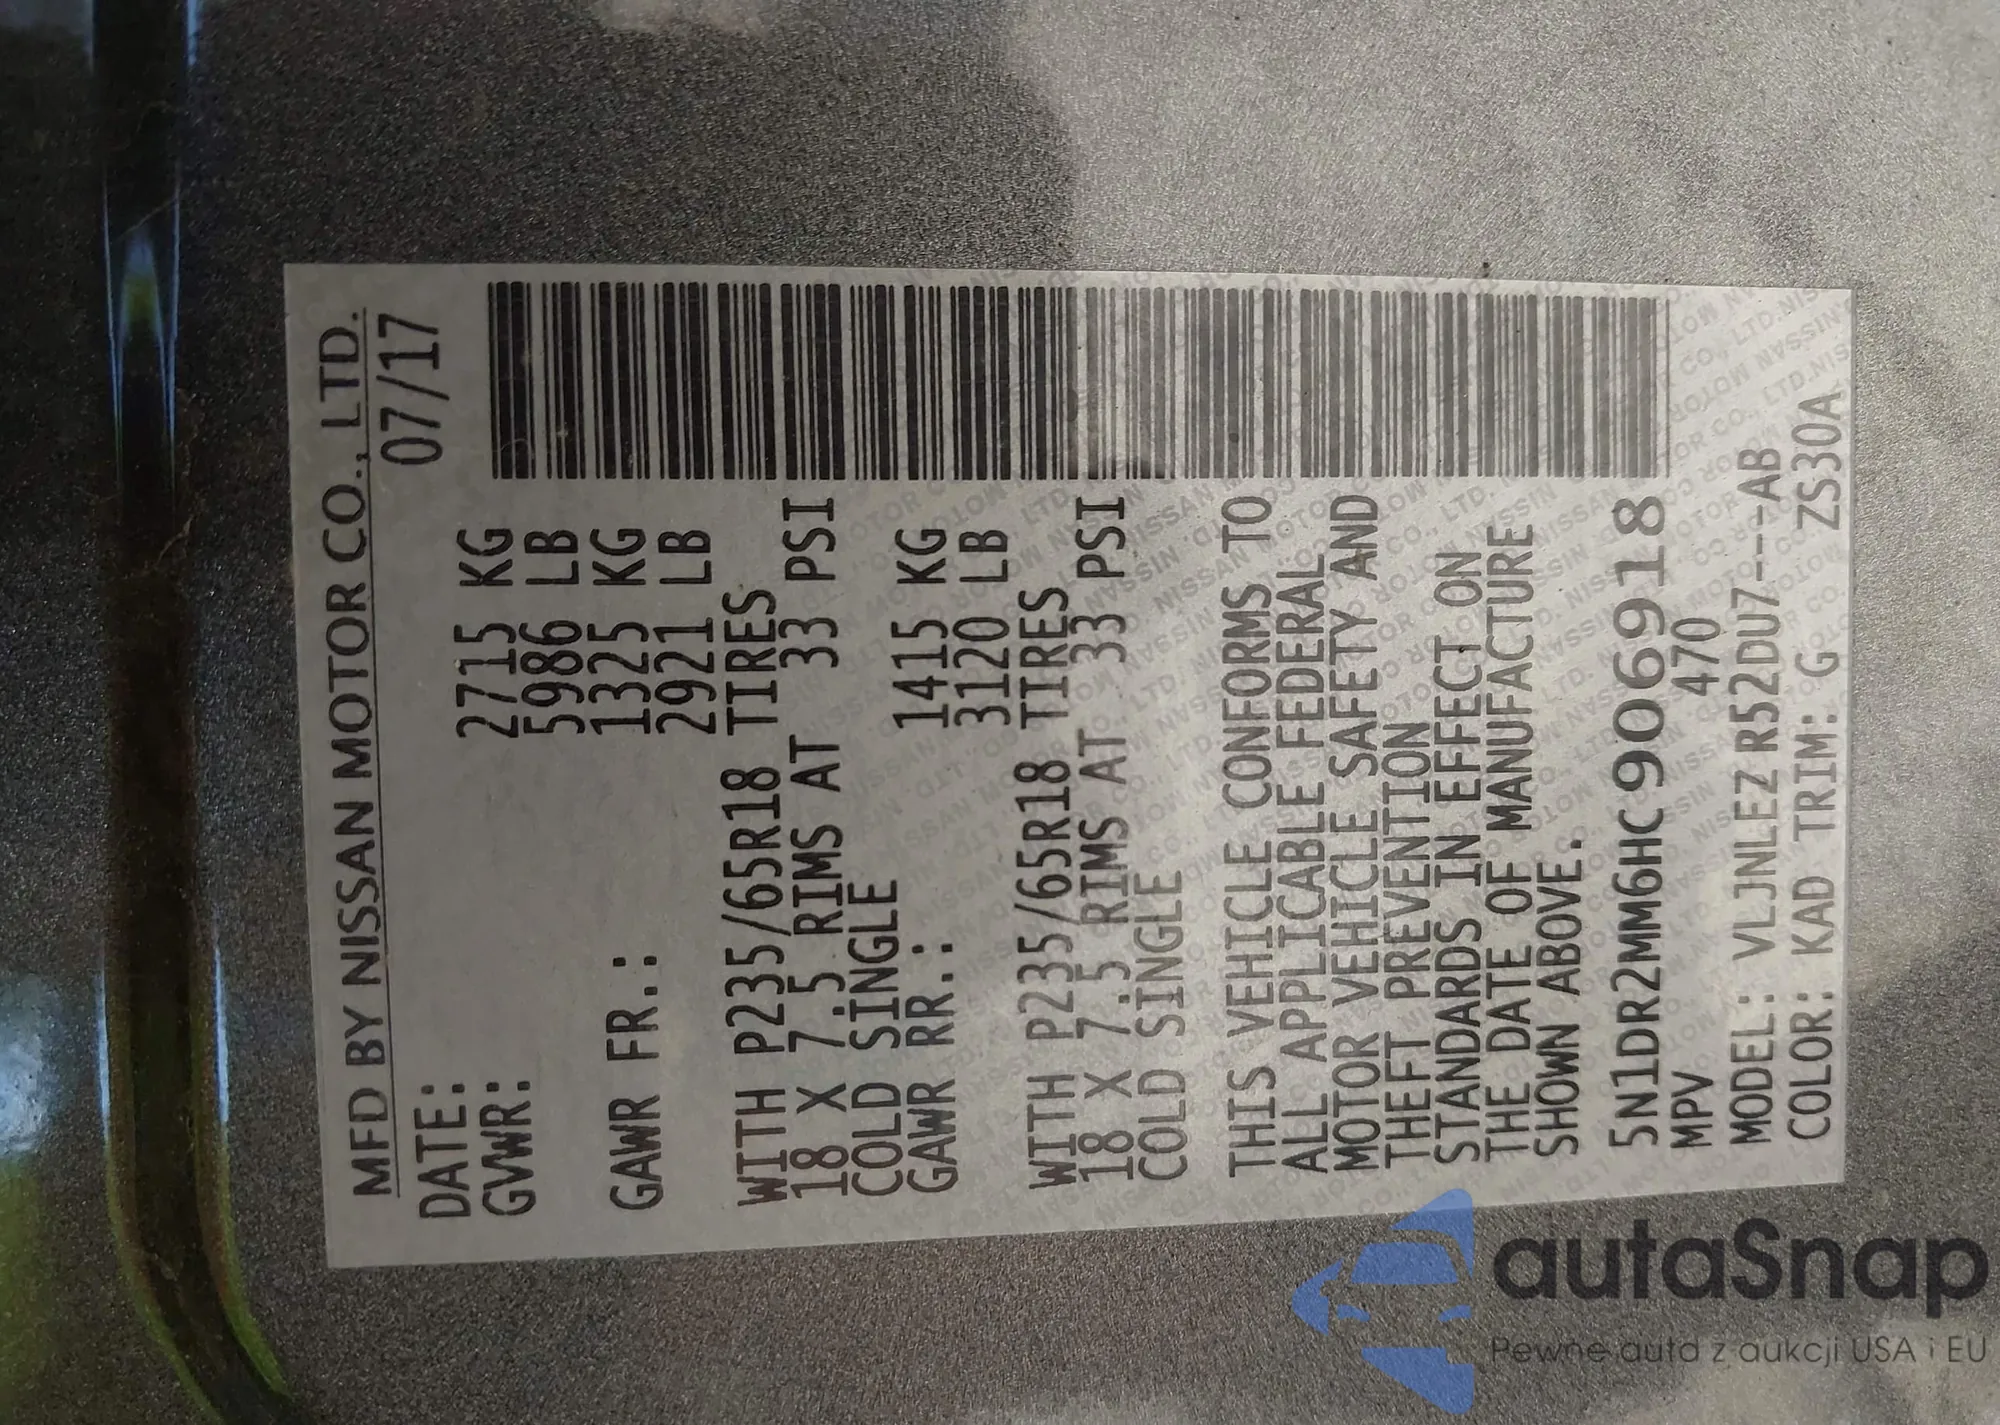 MFD BY NISSAN MOTOR CO., LTD.
DATE: 07/17
GVWR: 2715 KG
5986 LB
GAWR FR.: 1325 KG
2921 LB
WITH P235/65R18 TIRES
18 X 7.5 RIMS AT 33 PSI
COLD SINGLE
GAWR RR.: 1415 KG
3120 LB
WITH P235/65R18 TIRES
18 X 7.5 RIMS AT 33 PSI
COLD SINGLE
THIS VEHICLE CONFORMS TO
ALL APPLICABLE FEDERAL
MOTOR VEHICLE SAFETY AND
THEFT PREVENTION
STANDARDS IN EFFECT ON
THE DATE OF MANUFACTURE
SHOWN ABOVE.
5N1DR2MM6HC906918
MPV 470
MODEL: VLJNLEZ R52DU7---AB
COLOR: KAD TRIM: G ZS30A
autaSnap
Pewne auta z aukcji USA i EU